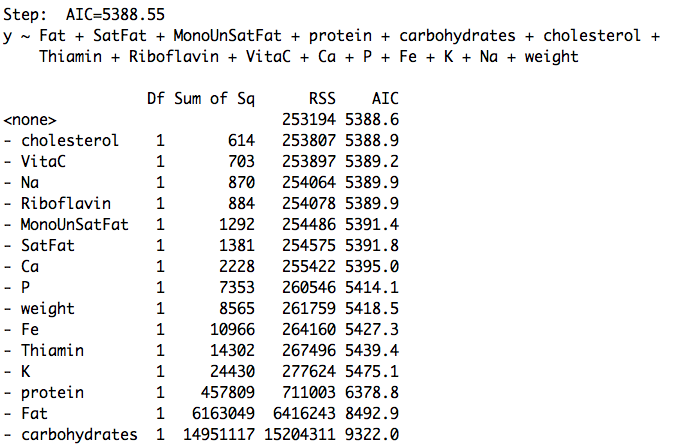 Step:  AIC=5388.55
y ~ Fat + SatFat + MonoUnSatFat + protein + carbohydrates + cholesterol +
    Thiamin + Riboflavin + VitaC + Ca + P + Fe + K + Na + weight
                Df Sum of Sq      RSS    AIC
<none>                         253194 5388.6
- cholesterol    1       614   253807 5388.9
- VitaC          1       703   253897 5389.2
- Na             1       870   254064 5389.9
- Riboflavin     1       884   254078 5389.9
- MonoUnSatFat   1      1292   254486 5391.4
- SatFat         1      1381   254575 5391.8
- Ca             1      2228   255422 5395.0
- P              1      7353   260546 5414.1
- weight         1      8565   261759 5418.5
- Fe             1     10966   264160 5427.3
- Thiamin        1     14302   267496 5439.4
- K              1     24430   277624 5475.1
- protein        1    457809   711003 6378.8
- Fat            1   6163049  6416243 8492.9
- carbohydrates  1  14951117 15204311 9322.0